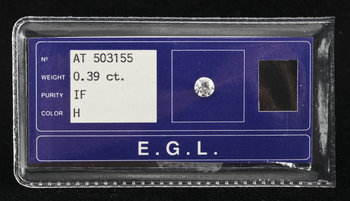 Nº AT 503155
WEIGHT 0.39 ct.
PURITY IF
COLOR H
E.G.L.